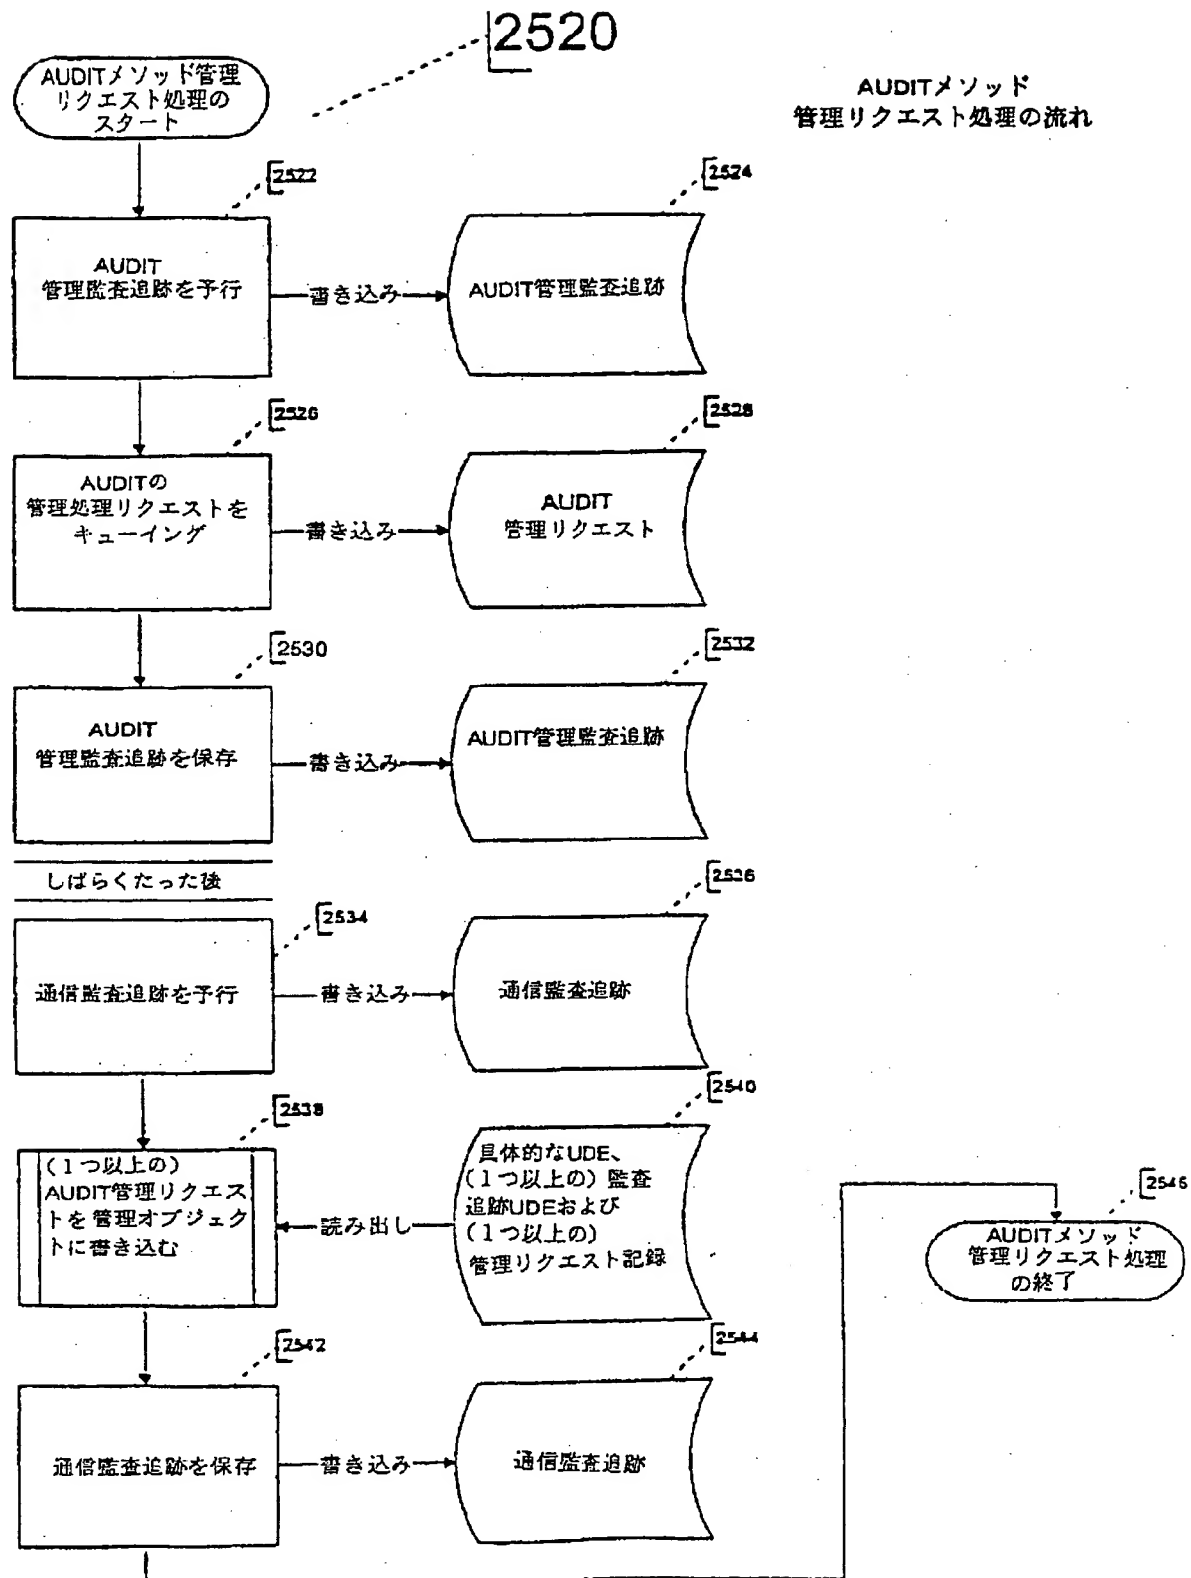 2520
AUDITメソッド管理
リクエスト処理の
スタート
AUDITメソッド
管理リクエスト処理の流れ
2522
2524
AUDIT
管理監査追跡を予行
書き込み
AUDIT管理監査追跡
2526
2528
AUDITの
管理処理リクエストを
キューイング
書き込み
AUDIT
管理リクエスト
2530
2532
AUDIT
管理監査追跡を保存
書き込み
AUDIT管理監査追跡
しばらくたった後
2534
2536
通信監査追跡を予行
書き込み
通信監査追跡
2538
2540
(1つ以上の)
AUDIT管理リクエス
トを管理オブジェク
トに書き込む
読み出し
具体的なUDE、
(1つ以上の)監査
追跡UDEおよび
(1つ以上の)
管理リクエスト記録
2546
AUDITメソッド
管理リクエスト処理
の終了
2542
2544
通信監査追跡を保存
書き込み
通信監査追跡